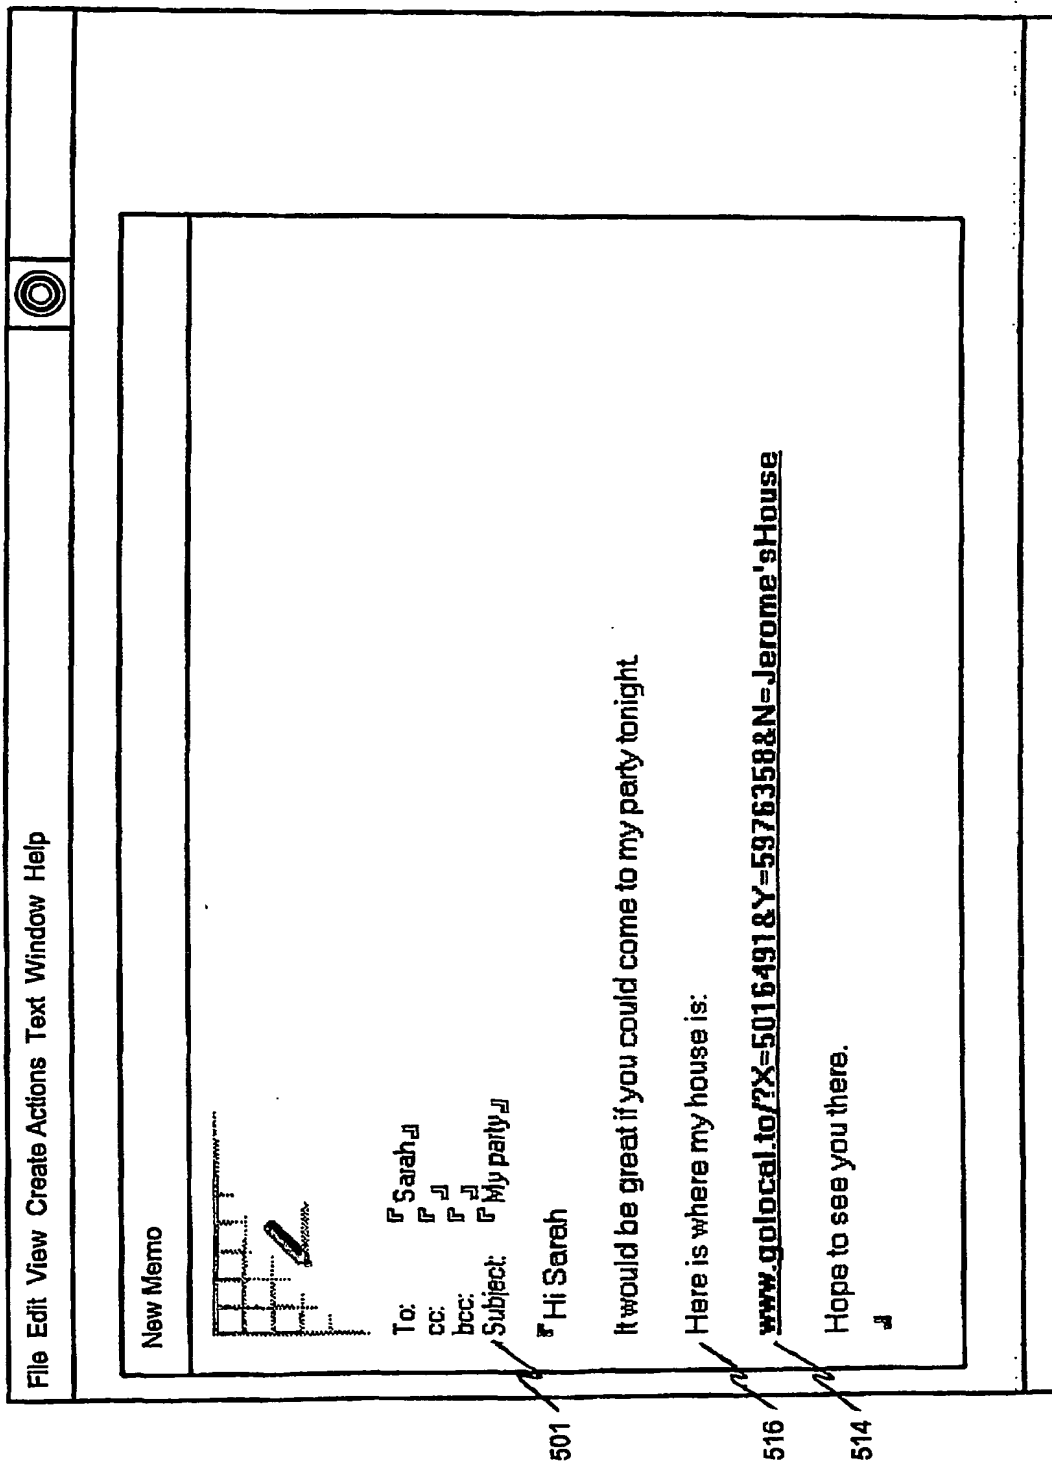 File Edit View Create Actions Text Window Help
New Memo
To: Sarah
cc:
bcc:
Subject: My party
Hi Sarah
It would be great if you could come to my party tonight.
Here is where my house is:
www.golocal.to/?X=5016491&Y=5976358&N=Jerome'sHouse
Hope to see you there.
501
516
514